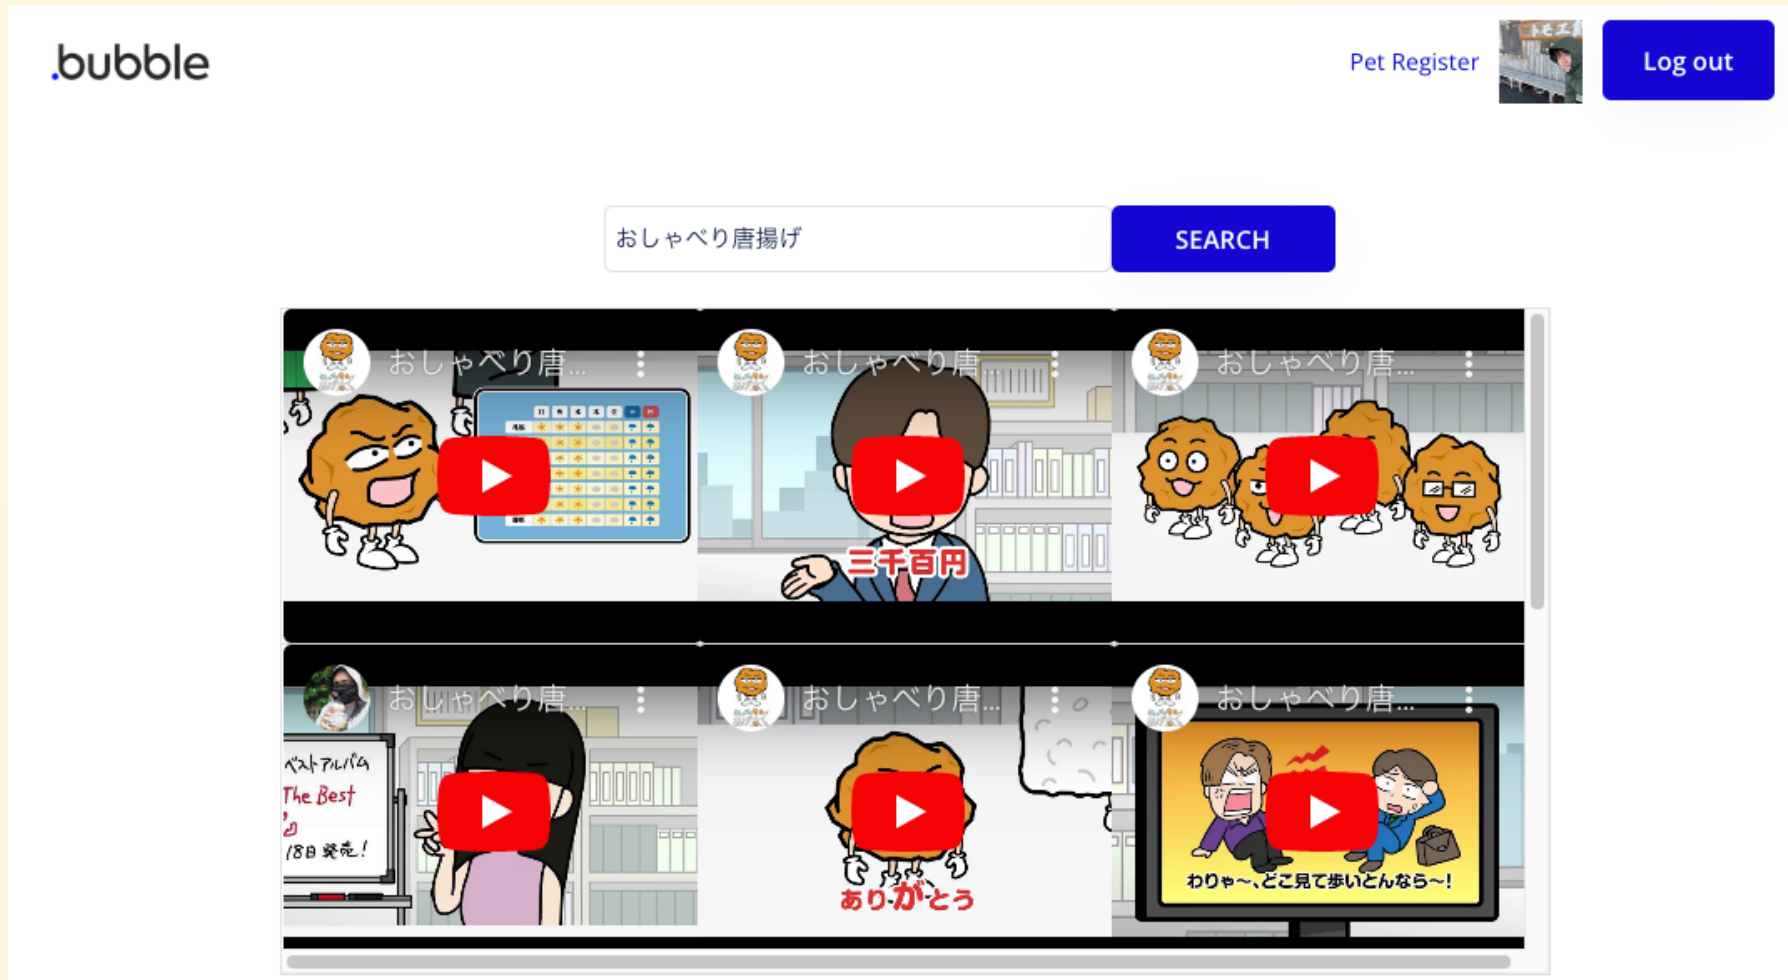 .bubble
Pet Register
Log out
おしゃべり唐揚げ
SEARCH
おしゃべり唐...
おしゃべり唐...
おしゃべり唐...
三千百円
おしゃべり唐...
おしゃべり唐...
おしゃべり唐...
ベストアルバム
The Best
18日発売!
ありがとう
わりゃ〜、どこ見て歩いとんなら〜!